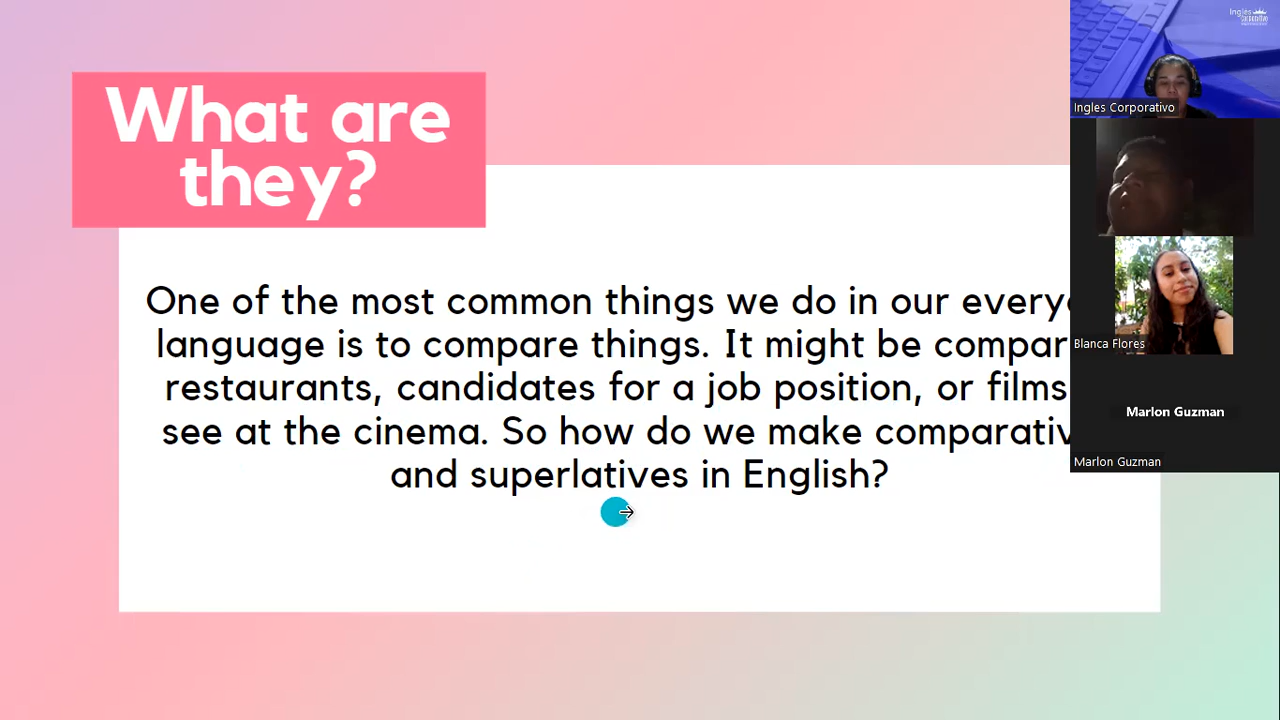 What are
they?
One of the most common things we do in our every
language is to compare things. It might be compar
restaurants, candidates for a job position, or films
see at the cinema. So how do we make comparativ
and superlatives in English?
Ingles
Ingles Corporativo
Blanca Flores
Marlon Guzman
Marlon Guzman